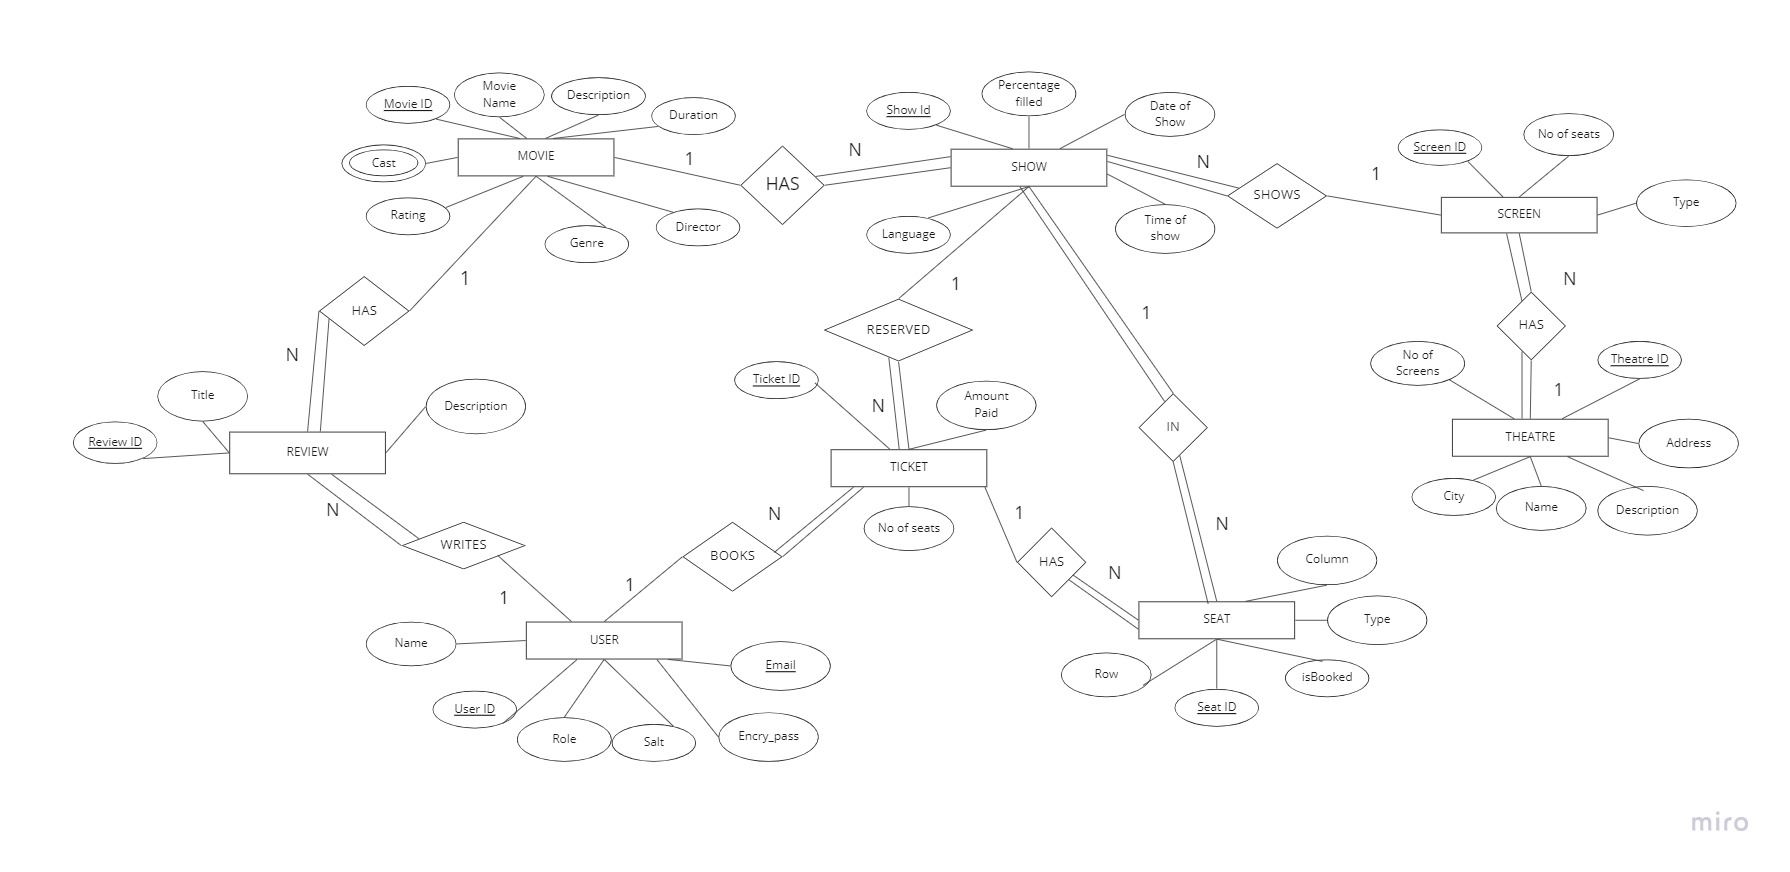 Movie ID
Movie
Name
Description
Duration
MOVIE
Cast
Rating
Genre
Director
1
HAS
N
Show Id
Percentage
filled
Date of
Show
SHOW
Language
Time of
show
N
SHOWS
1
Screen ID
No of seats
Type
SCREEN
N
HAS
1
No of
Screens
Theatre ID
THEATRE
Address
City
Name
Description
1
HAS
N
Title
Review ID
Description
REVIEW
N
WRITES
1
1
RESERVED
N
Ticket ID
Amount
Paid
TICKET
No of seats
N
BOOKS
1
1
IN
N
1
HAS
N
Column
Type
SEAT
Row
isBooked
Seat ID
Name
USER
Email
User ID
Role
Salt
Encry_pass
miro